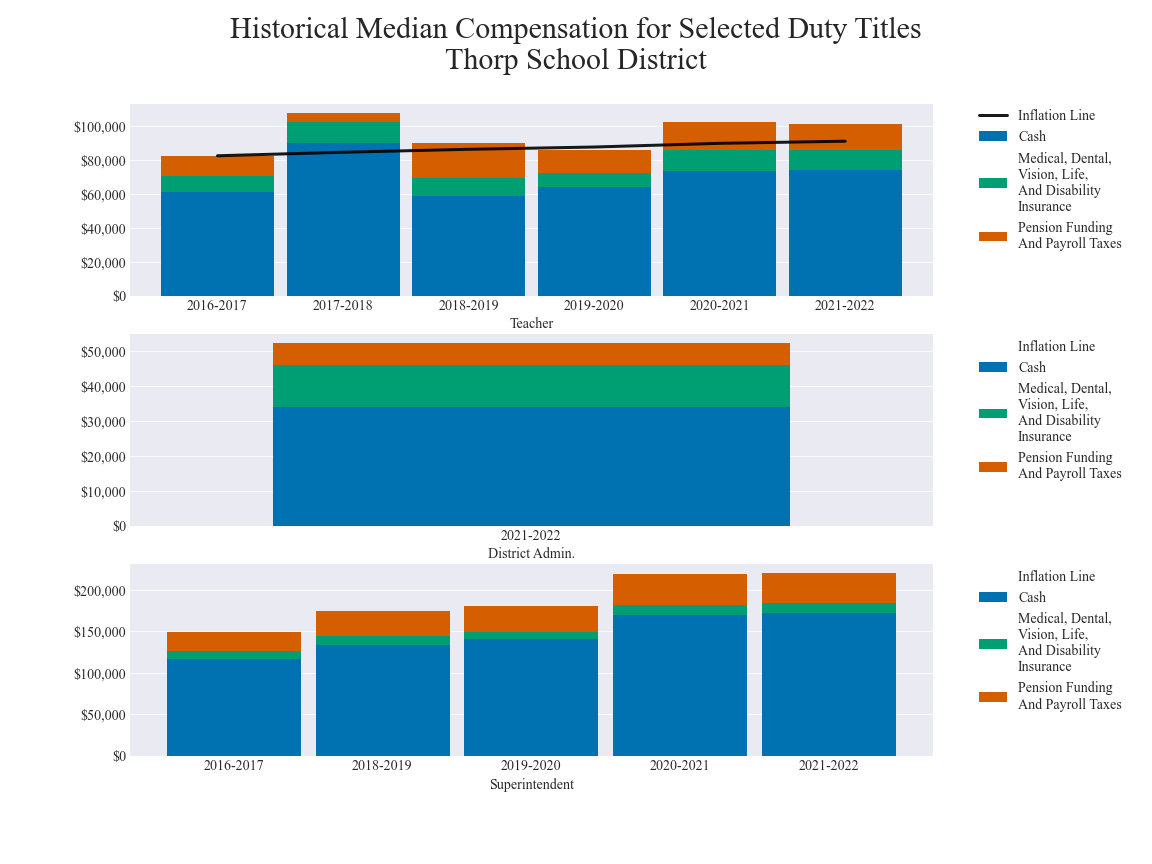 Historical Median Compensation for Selected Duty Titles
Thorp School District
$100,000
$80,000
$60,000
$40,000
$20,000
$0
2016-2017
2017-2018
2018-2019
2019-2020
2020-2021
2021-2022
Teacher
Inflation Line
Cash
Medical, Dental,
Vision, Life,
And Disability
Insurance
Pension Funding
And Payroll Taxes
$50,000
$40,000
$30,000
$20,000
$10,000
$0
2021-2022
District Admin.
Inflation Line
Cash
Medical, Dental,
Vision, Life,
And Disability
Insurance
Pension Funding
And Payroll Taxes
$200,000
$150,000
$100,000
$50,000
$0
2016-2017
2018-2019
2019-2020
2020-2021
2021-2022
Superintendent
Inflation Line
Cash
Medical, Dental,
Vision, Life,
And Disability
Insurance
Pension Funding
And Payroll Taxes